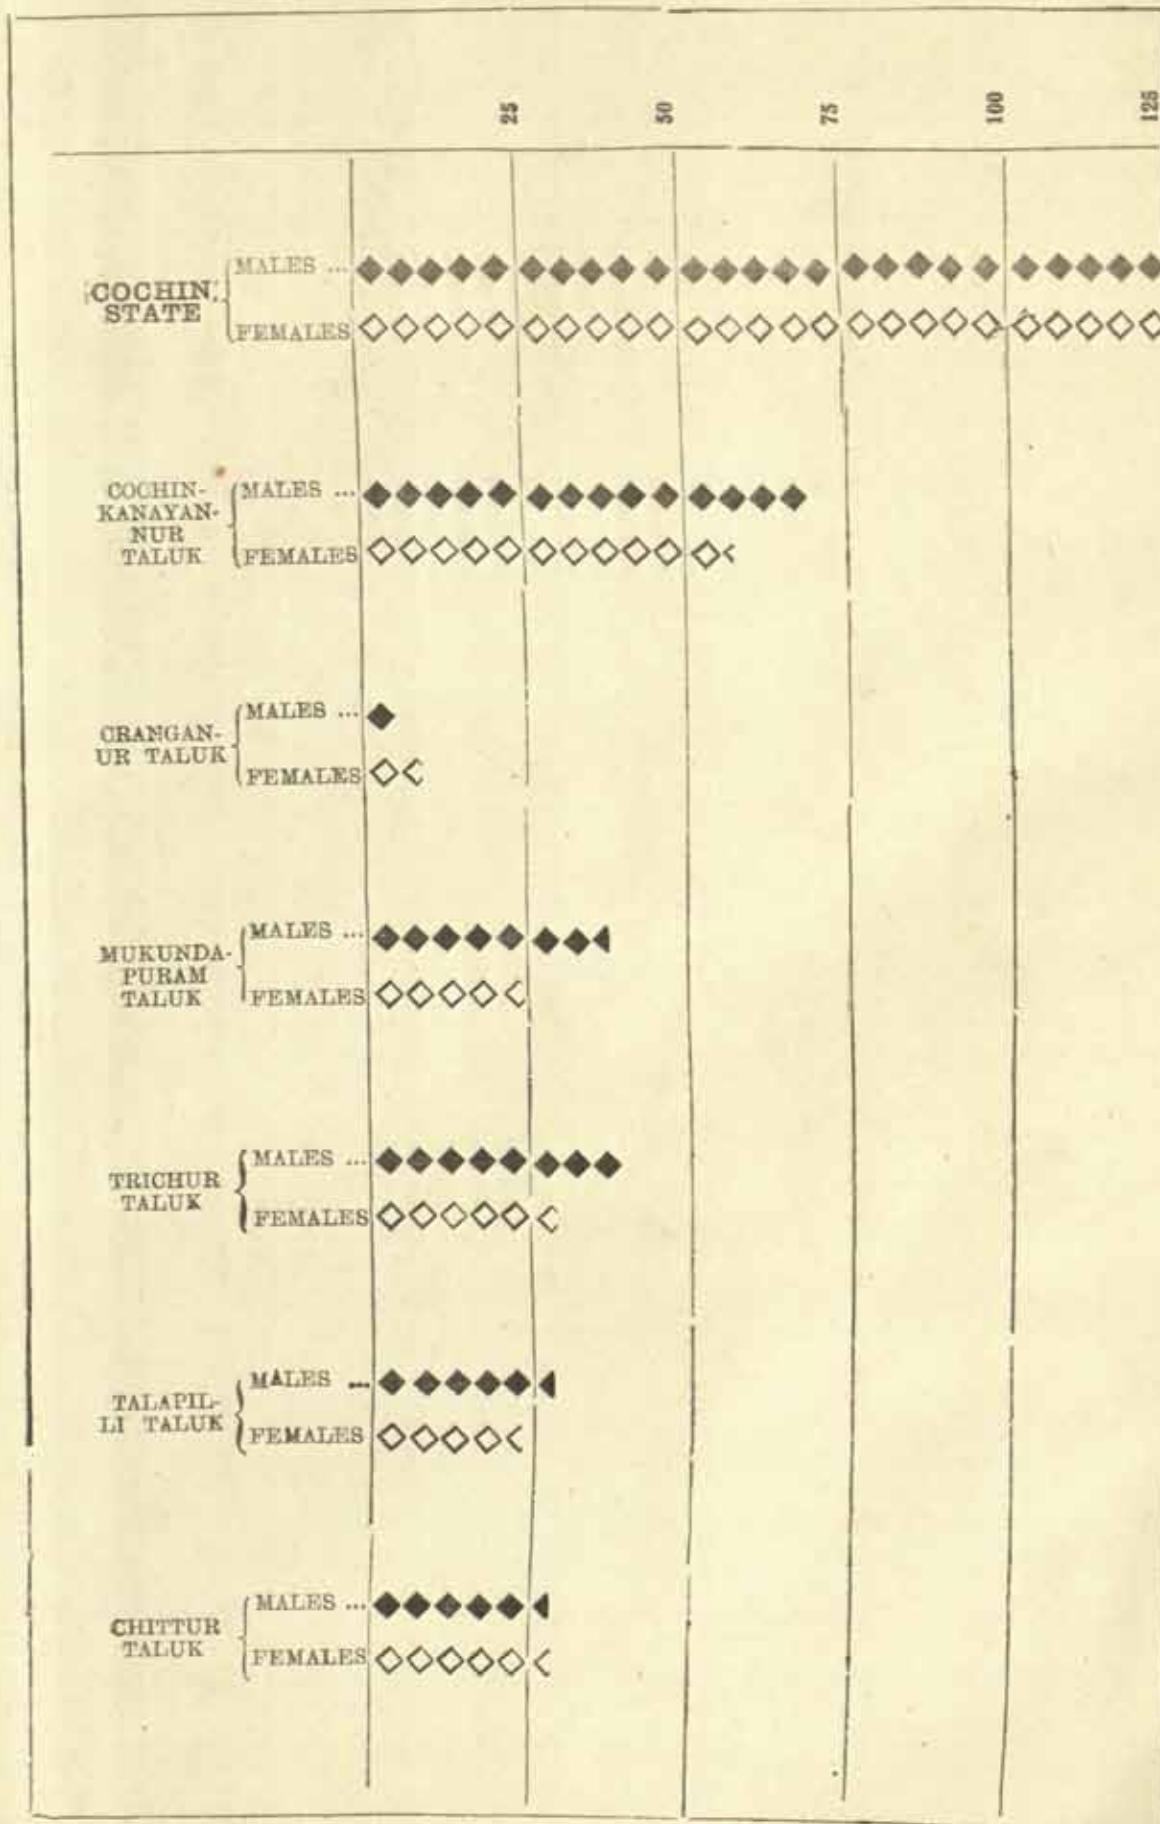 25 50 75 100 125
COCHIN
STATE
MALES ...
FEMALES
COCHIN-
KANAYAN-
NUR
TALUK
MALES ...
FEMALES
CRANGAN-
UR TALUK
MALES ...
FEMALES
MUKUNDA-
PURAM
TALUK
MALES ...
FEMALES
TRICHUR
TALUK
MALES ...
FEMALES
TALAPIL-
LI TALUK
MALES ...
FEMALES
CHITTUR
TALUK
MALES ...
FEMALES